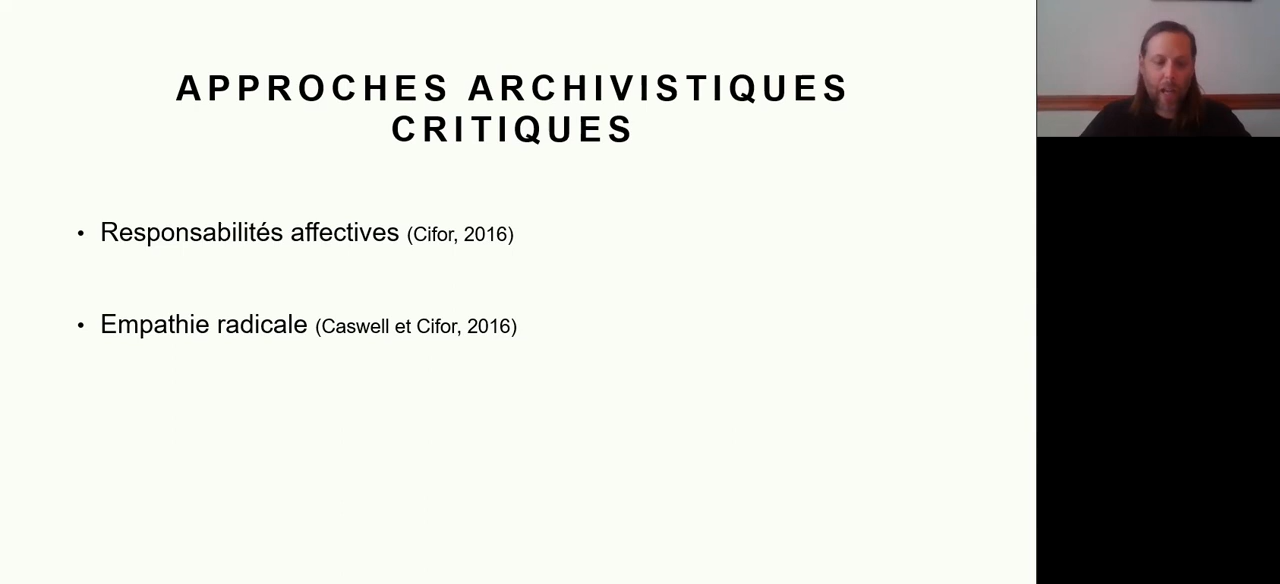 APPROCHES ARCHIVISTIQUES
CRITIQUES
• Responsabilités affectives (Cifor, 2016)
• Empathie radicale (Caswell et Cifor, 2016)